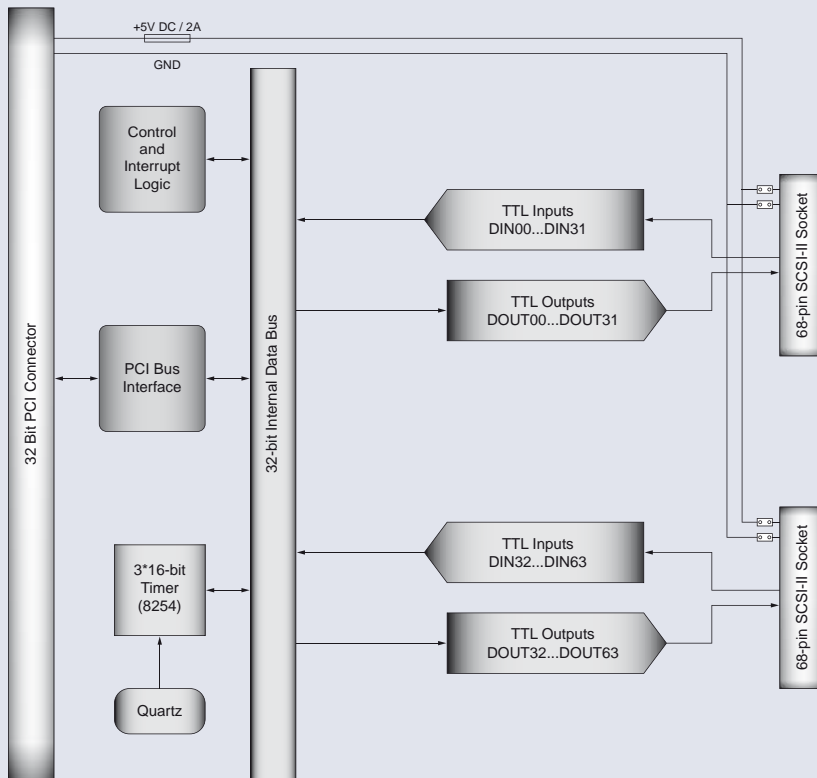 +5V DC / 2A
GND
32 Bit PCI Connector
Control
and
Interrupt
Logic
PCI Bus
Interface
3*16-bit
Timer
(8254)
Quartz
32-bit Internal Data Bus
TTL Inputs
DIN00...DIN31
TTL Outputs
DOUT00...DOUT31
68-pin SCSI-II Socket
TTL Inputs
DIN32...DIN63
TTL Outputs
DOUT32...DOUT63
68-pin SCSI-II Socket